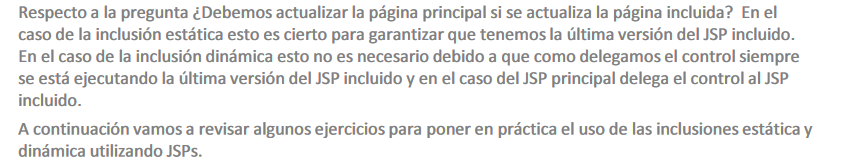 Respecto a la pregunta ¿Debemos actualizar la página principal si se actualiza la página incluida?  En el
caso de la inclusión estática esto es cierto para garantizar que tenemos la última versión del JSP incluido.
En el caso de la inclusión dinámica esto no es necesario debido a que como delegamos el control siempre
se está ejecutando la última versión del JSP incluido y en el caso del JSP principal delega el control al JSP
incluido.
A continuación vamos a revisar algunos ejercicios para poner en práctica el uso de las inclusiones estática y
dinámica utilizando JSPs.